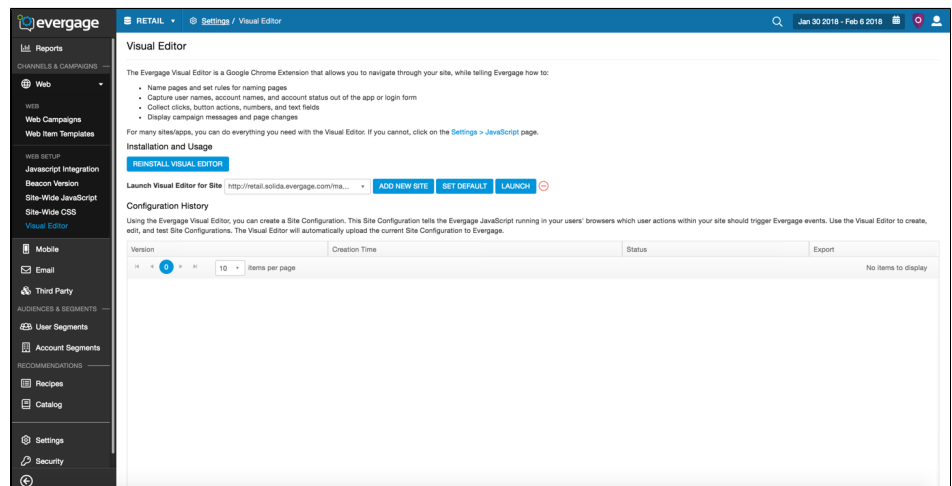 evergage
RETAIL
Settings / Visual Editor
Jan 30 2018 - Feb 6 2018
Reports
CHANNELS & CAMPAIGNS
Web
WEB
Web Campaigns
Web Item Templates
WEB SETUP
Javascript Integration
Beacon Version
Site-Wide JavaScript
Site-Wide CSS
Visual Editor
Mobile
Email
Third Party
AUDIENCES & SEGMENTS
User Segments
Account Segments
RECOMMENDATIONS
Recipes
Catalog
Settings
Security
Visual Editor
The Evergage Visual Editor is a Google Chrome Extension that allows you to navigate through your site, while telling Evergage how to:
• Name pages and set rules for naming pages
• Capture user names, account names, and account status out of the app or login form
• Collect clicks, button actions, numbers, and text fields
• Display campaign messages and page changes
For many sites/apps, you can do everything you need with the Visual Editor. If you cannot, click on the Settings > JavaScript page.
Installation and Usage
REINSTALL VISUAL EDITOR
Launch Visual Editor for Site http://retail.solida.evergage.com/ma... ADD NEW SITE SET DEFAULT LAUNCH
Configuration History
Using the Evergage Visual Editor, you can create a Site Configuration. This Site Configuration tells the Evergage JavaScript running in your users' browsers which user actions within your site should trigger Evergage events. Use the Visual Editor to create,
edit, and test Site Configurations. The Visual Editor will automatically upload the current Site Configuration to Evergage.
Version Creation Time Status Export
0 10 items per page No items to display